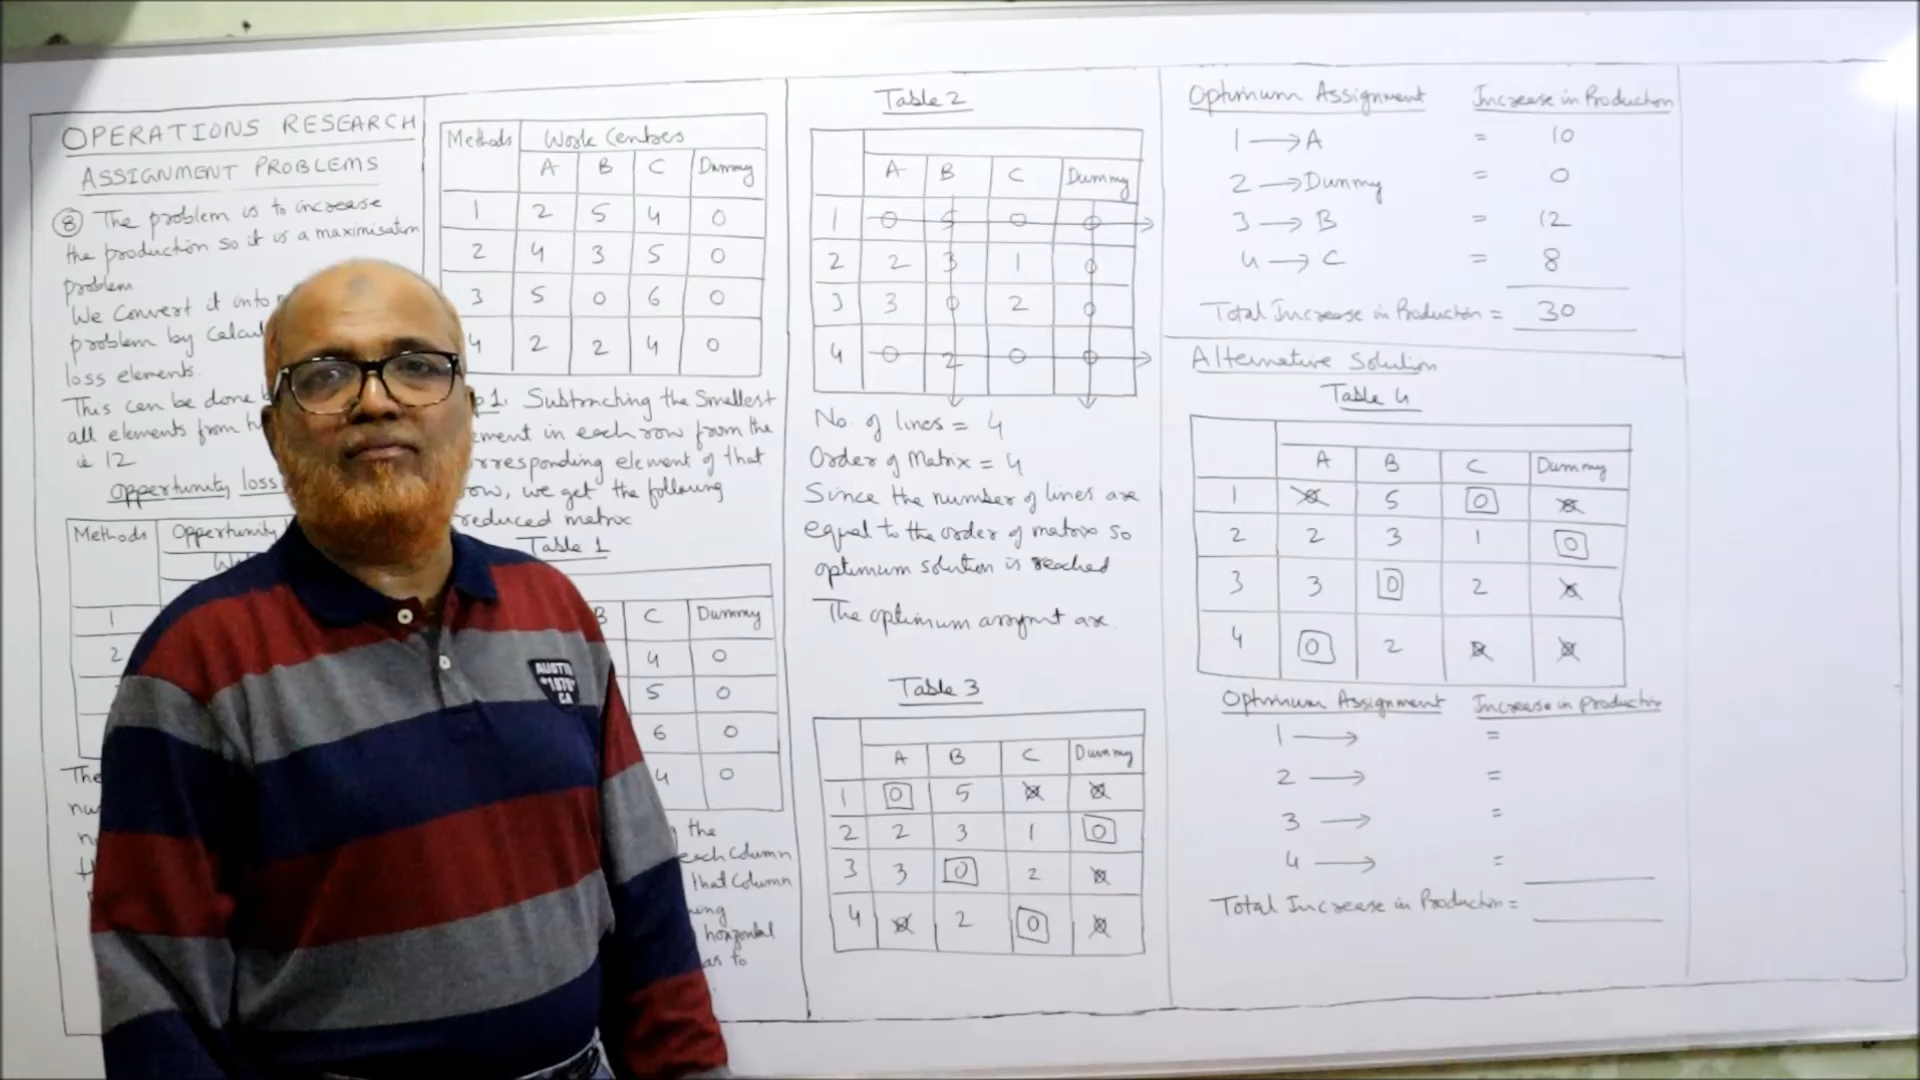 OPERATIONS RESEARCH
ASSIGNMENT PROBLEMS
⑧ The problem is to increase
the production so it is a maximisation
problem
We Convert it into
problem by
loss elements.
This can be done
all elements from
ie 12
Opportunity loss
Methods Opportunity
1
2
The
Methods Work Centres
A B C Dummy
1 2 5 4 0
2 4 3 5 0
3 5 0 6 0
4 2 2 4 0
1. Subtracting the Smallest
in each row from the
element of that
we get the following
reduced matrix
Table 1
B C Dummy
4 0
5 0
6 0
4 0
the
each Column
that Column
horizontal
as to
Table 2
A B C Dummy
1 0 5 0 0
2 2 3 1 0
3 3 0 2 0
4 0 2 0 0
No. of lines = 4
Order of Matrix = 4
Since the number of lines are
equal to the order of matrix so
optimum solution is reached
The optimum are.
Table 3
A B C Dummy
1 0 5 0 0
2 2 3 1 0
3 3 0 2 0
4 0 2 0 0
Optimum Assignment Increase in Production
1 → A = 10
2 → Dummy = 0
3 → B = 12
4 → C = 8
Total Increase in Production = 30
Alternative Solution
Table 4
A B C Dummy
1 0 5 0 0
2 2 3 1 0
3 3 0 2 0
4 0 2 0 0
Optimum Assignment Increase in Production
1 → =
2 → =
3 → =
4 → =
Total Increase in Production =
AUSTIN
"1876"
CA